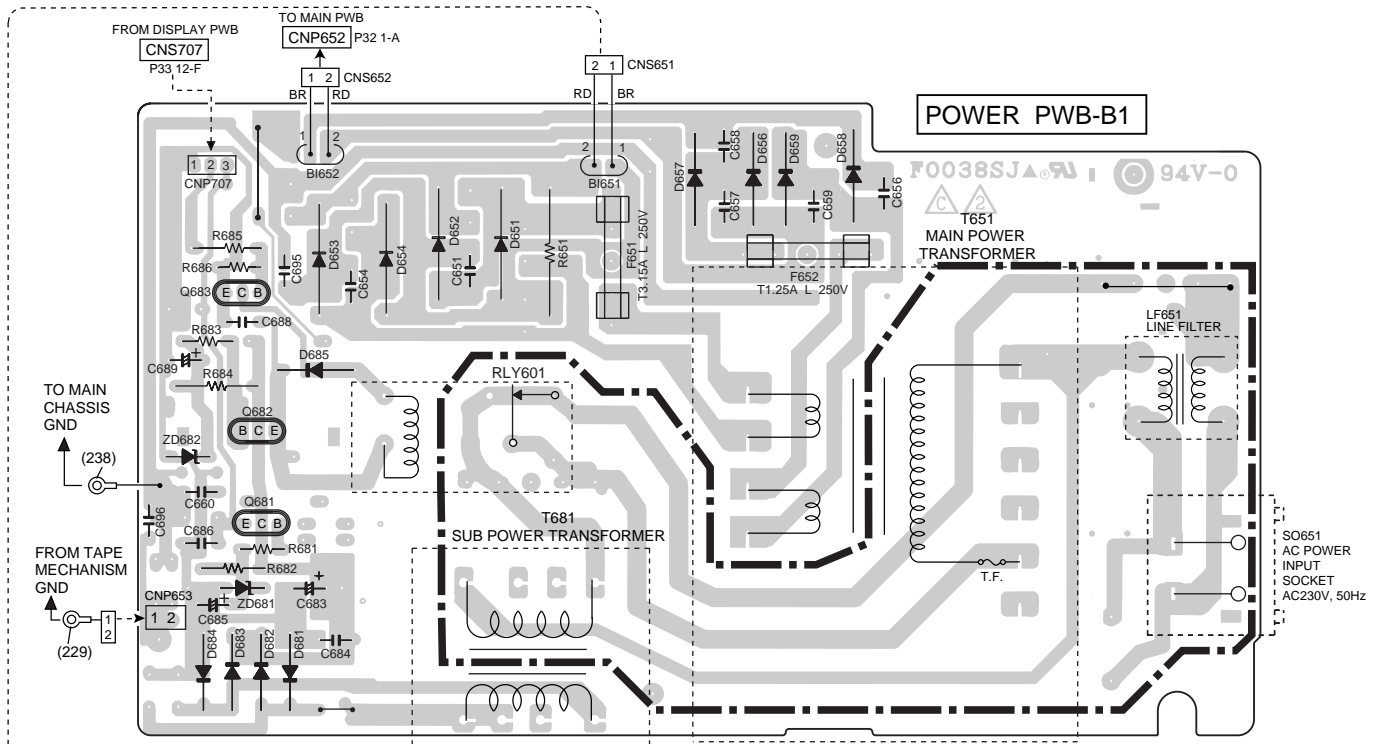 TO MAIN PWB
CNP652 P32 1-A
FROM DISPLAY PWB
CNS707
P33 12-F
1 2 CNS652
BR RD
2 1 CNS651
RD BR
POWER PWB-B1
1 2
BI652
1 2 3
CNP707
2 1
BI651
C658
D656
D659
D658
D657
C657
C659
C656
F0038SJ
94V-0
C 2
T651
MAIN POWER
TRANSFORMER
R685
R686
Q683
E C B
C695
D653
C654
D654
D652
C651
D651
R651
F651
T3.15A L 250V
F652
T1.25A L 250V
C688
R683
C689 +
R684
D685
RLY601
LF651
LINE FILTER
TO MAIN
CHASSIS
GND
(238)
Q682
B C E
ZD682
C660
C696
C686
Q681
E C B
R681
R682
T681
SUB POWER TRANSFORMER
T.F.
SO651
AC POWER
INPUT
SOCKET
AC230V, 50Hz
FROM TAPE
MECHANISM
GND
(229)
1
2
CNP653
1 2
ZD681
C685 +
C683 +
D684
D683
D682
D681
C684